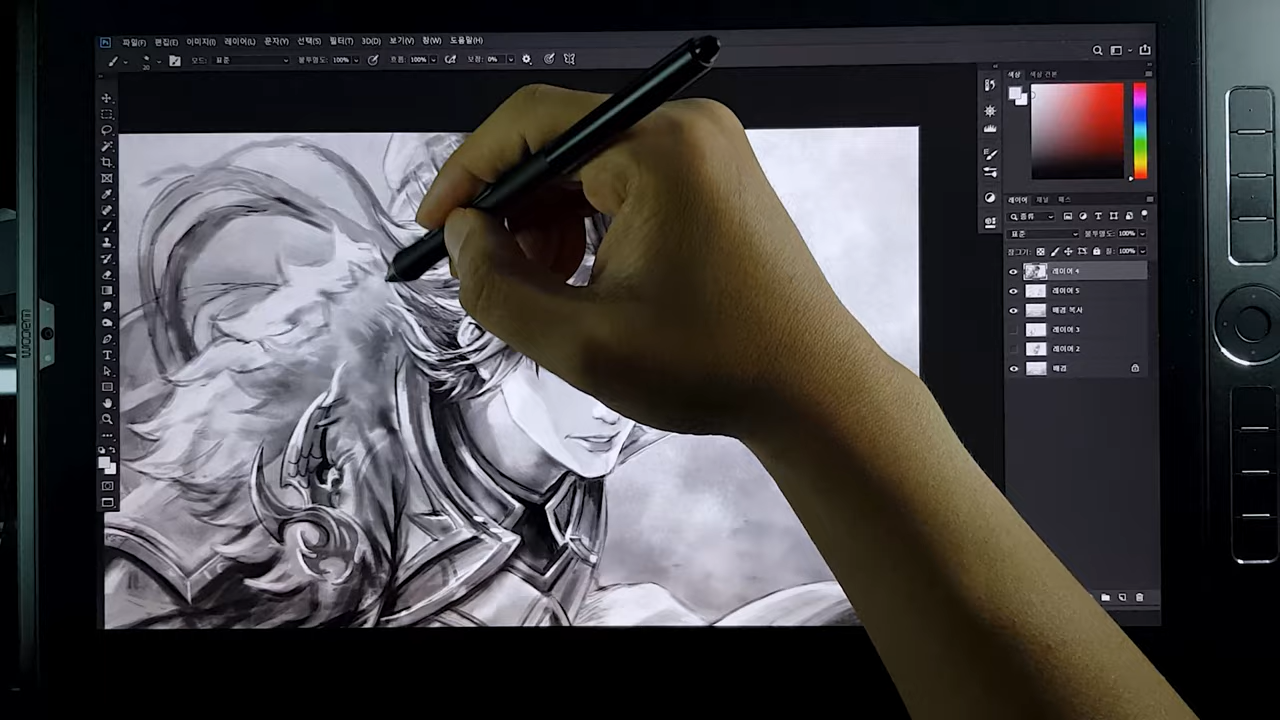 Ps 파일(F) 편집(E) 이미지(I) 레이어(L) 문자(Y) 선택(S) 필터(T) 3D(D) 보기(V) 창(W) 도움말(H)
20 모드: 표준 불투명도: 100% 흐름: 100% 보정: 0%
색상 색상 견본
레이어 채널 패스
종류
표준 불투명도: 100%
잠그기: 칠: 100%
레이어 4
레이어 5
배경 복사
레이어 3
레이어 2
배경
wacom